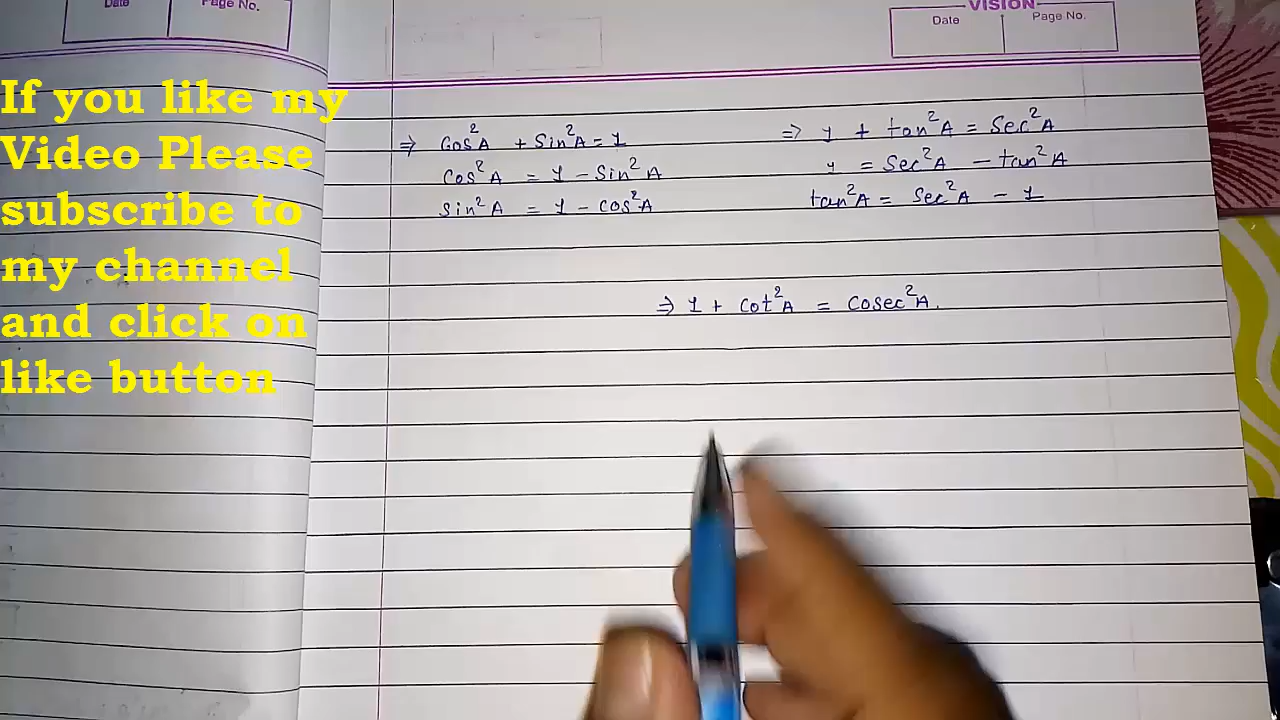 Date
Page No.
VISION
Date
Page No.
If you like my
Video Please
subscribe to
my channel
and click on
like button
⇒ Cos²A + Sin²A = 1
Cos²A = 1 - Sin²A
Sin²A = 1 - Cos²A
⇒ 1 + tan²A = Sec²A
1 = Sec²A - tan²A
tan²A = Sec²A - 1
⇒ 1 + Cot²A = Cosec²A.